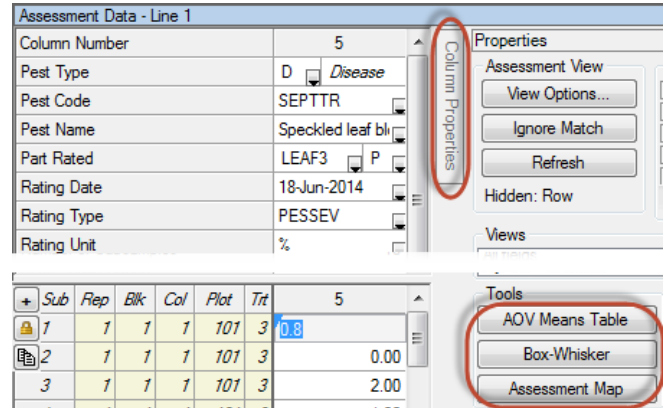 Assessment Data - Line 1
Column Number 5
Pest Type D Disease
Pest Code SEPTTR
Pest Name Speckled leaf blo
Part Rated LEAF3 P
Rating Date 18-Jun-2014
Rating Type PESSEV
Rating Unit %
Column Properties
Properties
Assessment View
View Options...
Ignore Match
Refresh
Hidden: Row
Views
+ Sub Rep Blk Col Plot Trt 5
1 1 1 1 101 3 0.8
2 1 1 1 101 3 0.00
3 1 1 1 101 3 2.00
Tools
AOV Means Table
Box-Whisker
Assessment Map